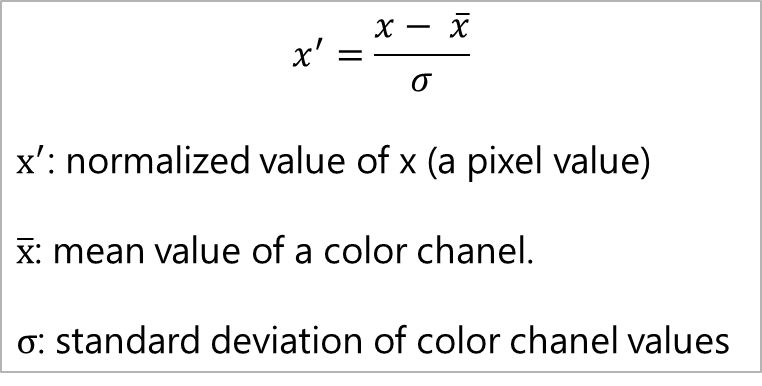 x′ = (x − x̄) / σ
x′: normalized value of x (a pixel value)
x̄: mean value of a color chanel.
σ: standard deviation of color chanel values